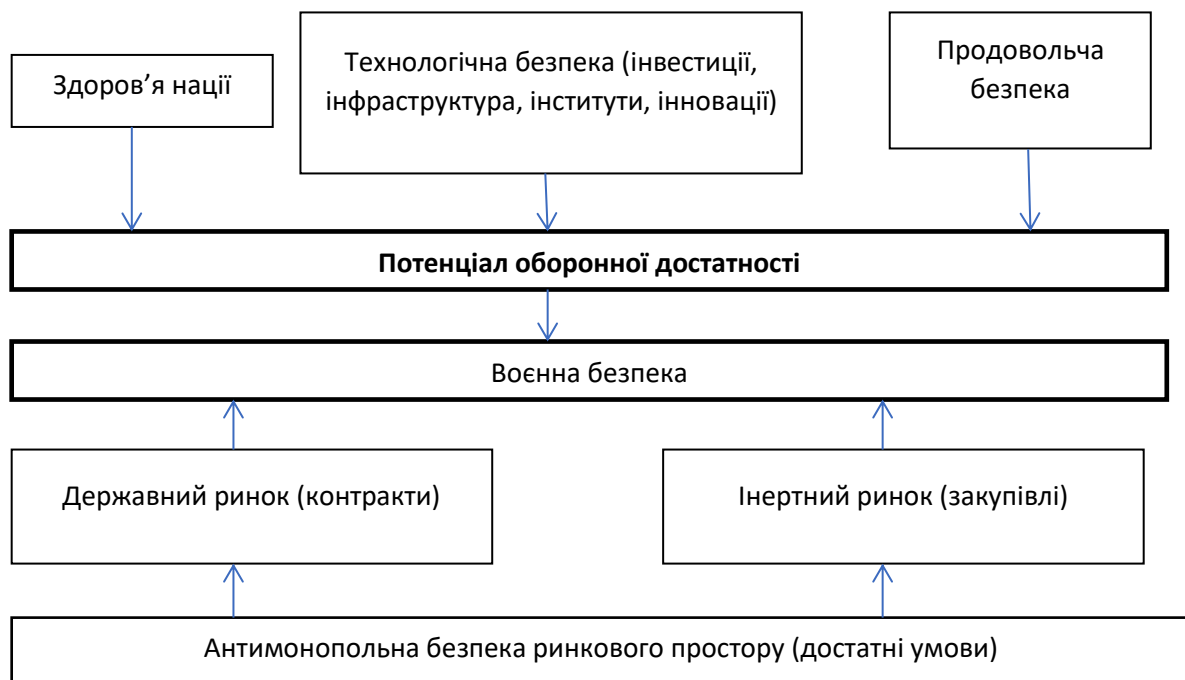 Здоров’я нації
Технологічна безпека (інвестиції,
інфраструктура, інститути, інновації)
Продовольча
безпека
Потенціал оборонної достатності
Воєнна безпека
Державний ринок (контракти)
Інертний ринок (закупівлі)
Антимонопольна безпека ринкового простору (достатні умови)